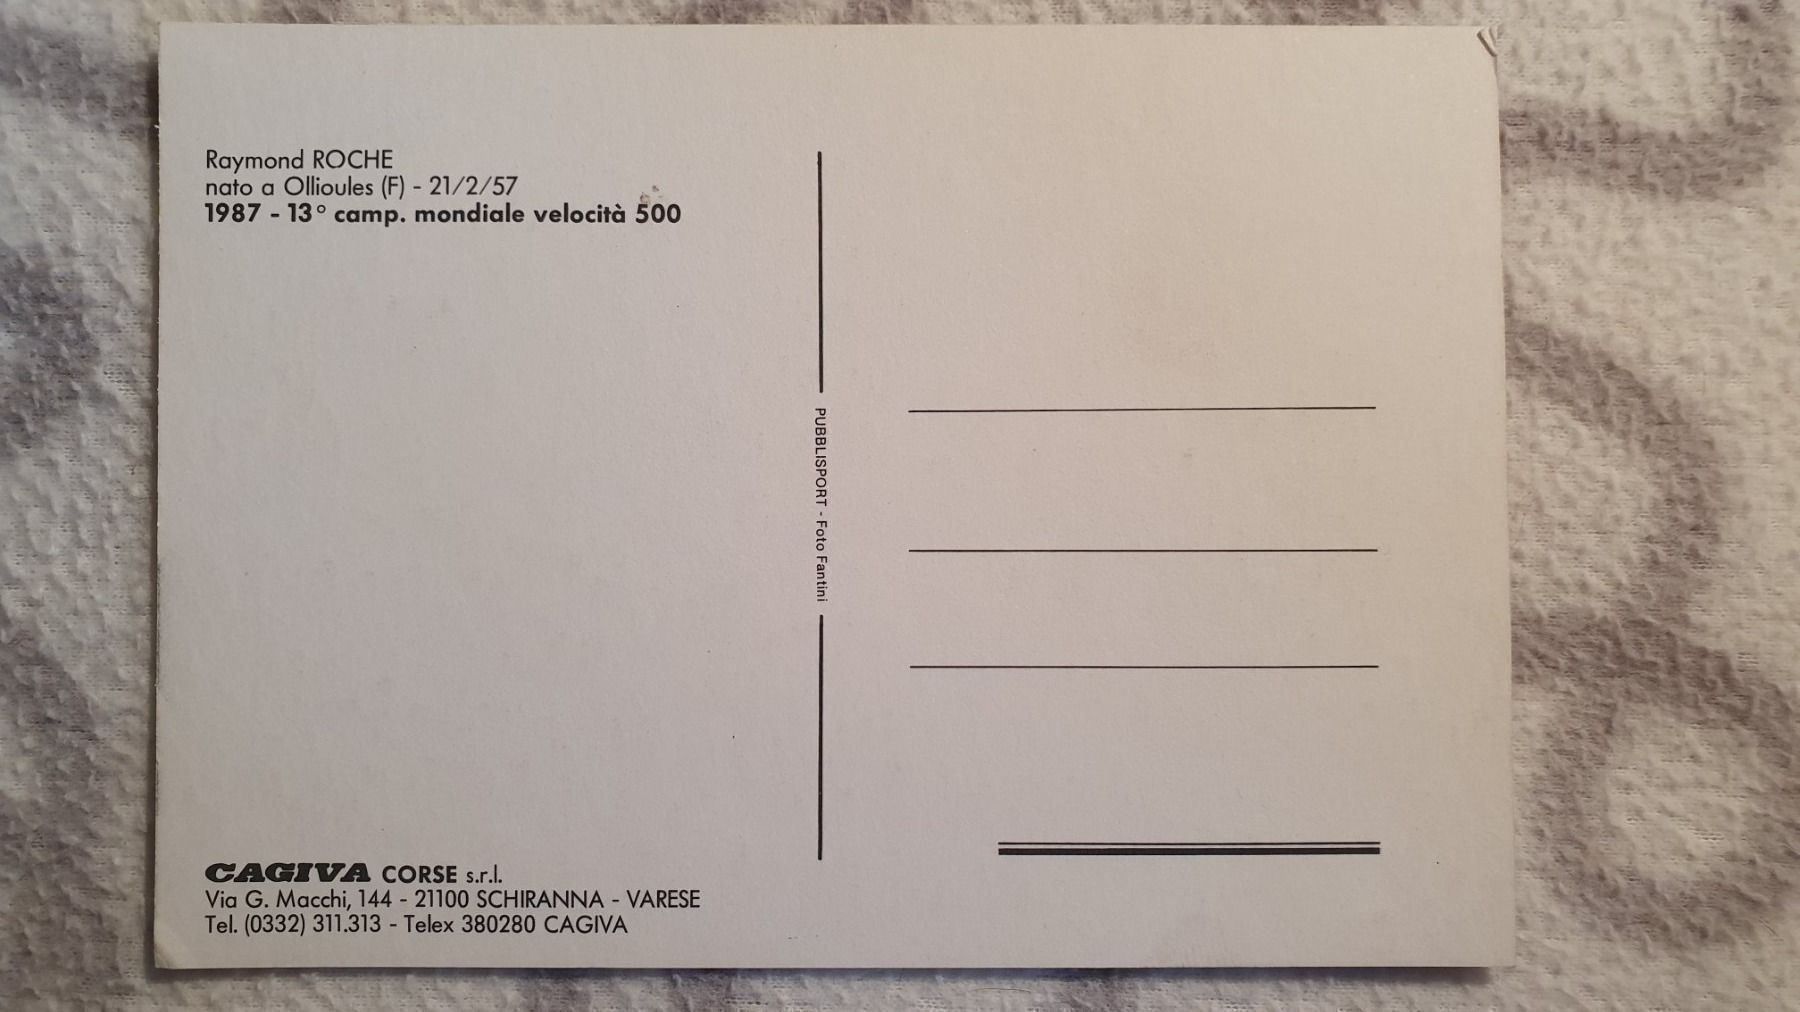 Raymond ROCHE
nato a Ollioules (F) - 21/2/57
1987 - 13° camp. mondiale velocità 500
PUBBLISPORT - Foto Fantini
CAGIVA CORSE s.r.l.
Via G. Macchi, 144 - 21100 SCHIRANNA - VARESE
Tel. (0332) 311.313 - Telex 380280 CAGIVA